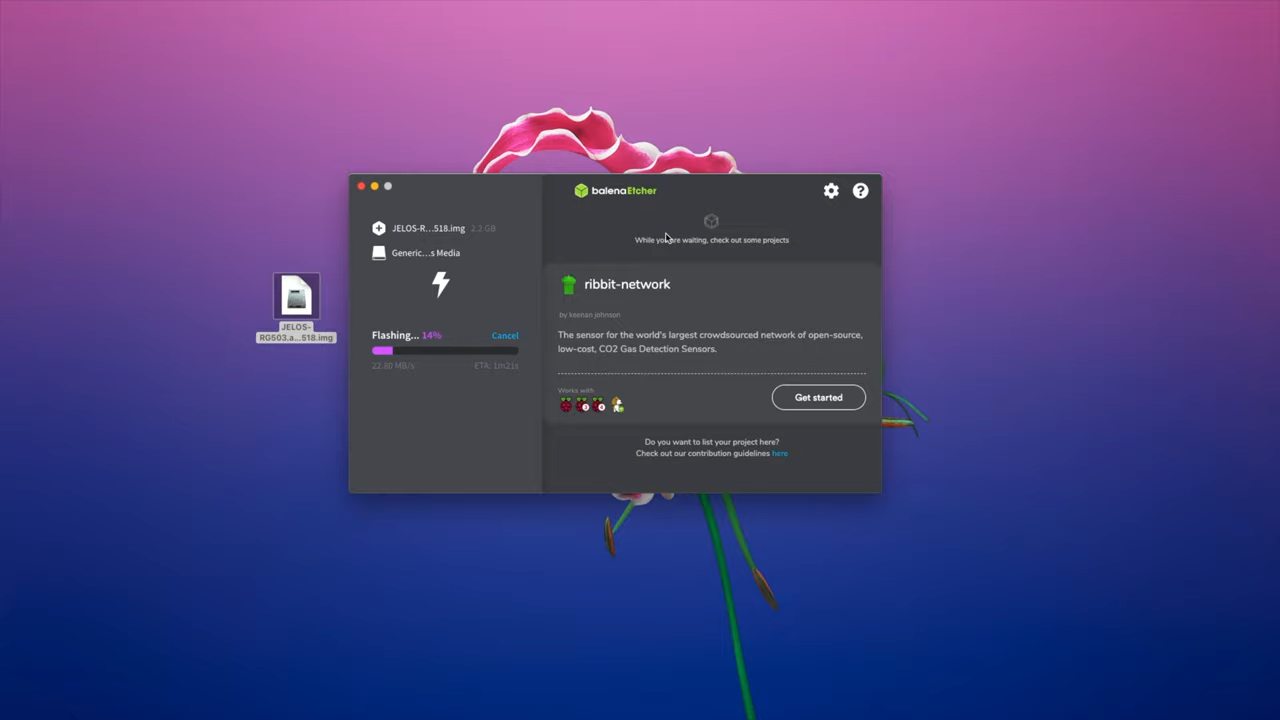 balenaEtcher
JELOS-R...518.img 2.2 GB
Generic...s Media
Flashing... 14% Cancel
22.80 MB/s ETA: 1m21s
While you are waiting, check out some projects
ribbit-network
by keenan johnson
The sensor for the world's largest crowdsourced network of open-source,
low-cost, CO2 Gas Detection Sensors.
Works with
3 4
Get started
Do you want to list your project here?
Check out our contribution guidelines here
JELOS-
RG503.a...518.img